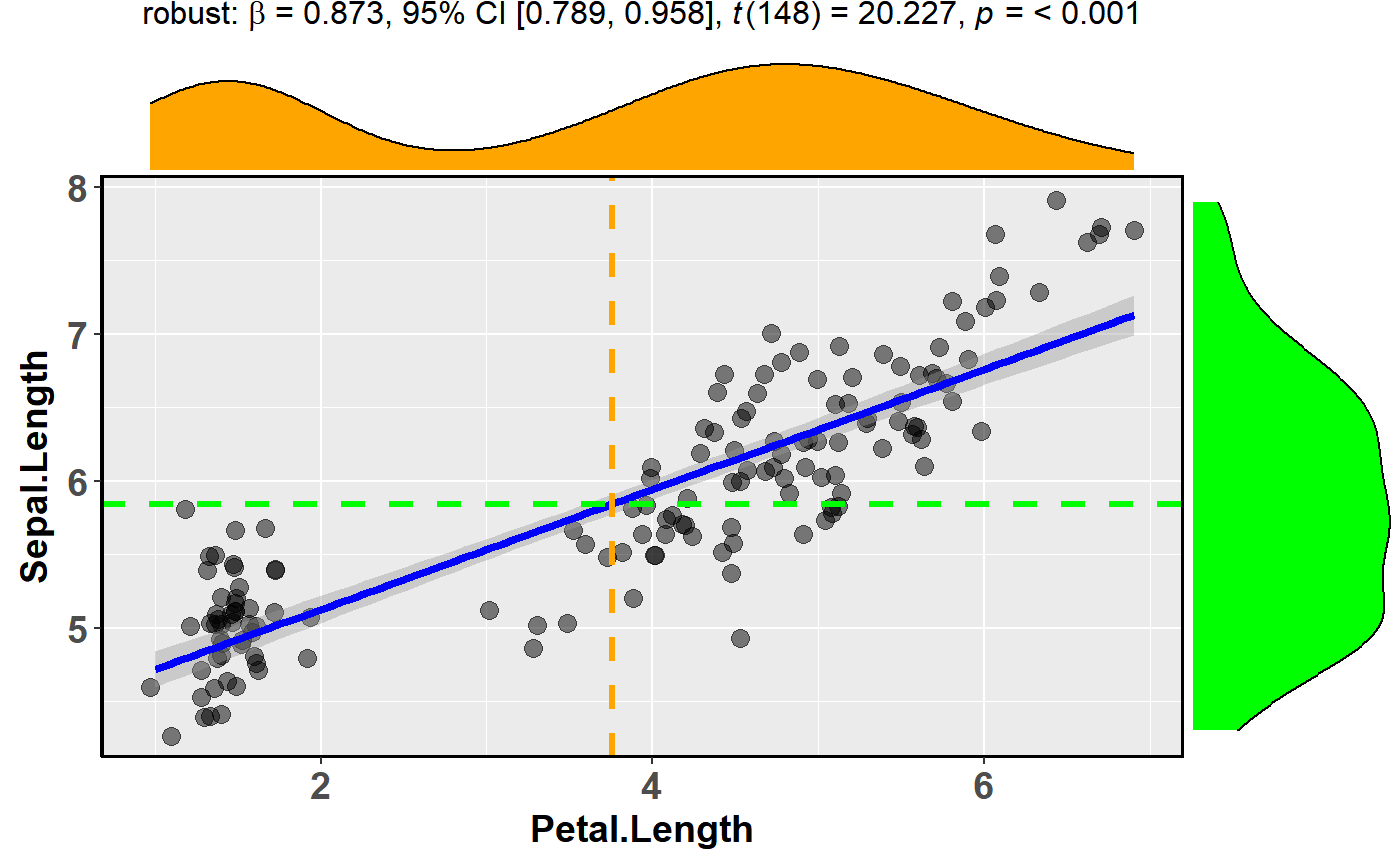 robust: β = 0.873, 95% CI [0.789, 0.958], t(148) = 20.227, p = < 0.001
8
7
6
5
Sepal.Length
2 4 6
Petal.Length